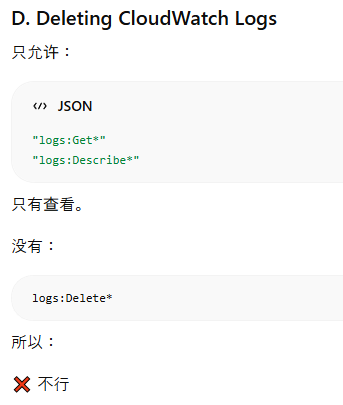 D. Deleting CloudWatch Logs
只允许：
</> JSON
"logs:Get*"
"logs:Describe*"
只有查看。
没有：
logs:Delete*
所以：
❌ 不行